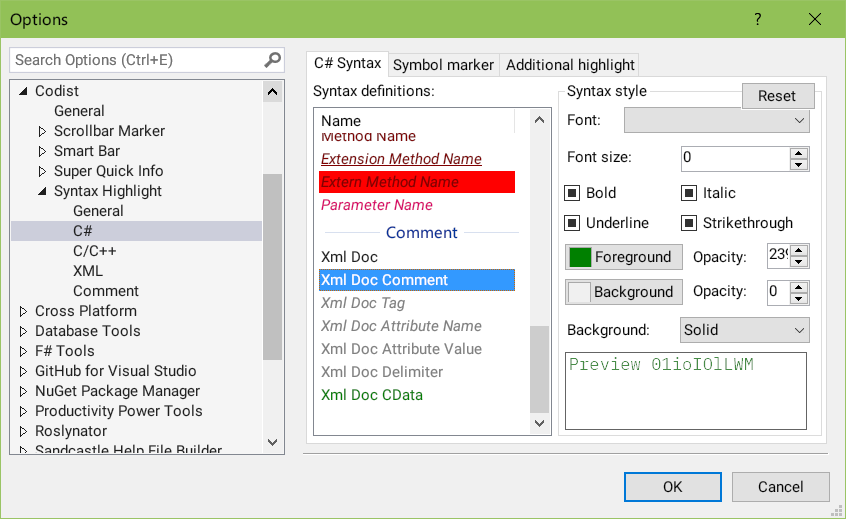 Options
?
Search Options (Ctrl+E)
Codist
General
Scrollbar Marker
Smart Bar
Super Quick Info
Syntax Highlight
General
C#
C/C++
XML
Comment
Cross Platform
Database Tools
F# Tools
GitHub for Visual Studio
NuGet Package Manager
Productivity Power Tools
Roslynator
Sandcastle Help File Builder
C# Syntax
Symbol marker
Additional highlight
Syntax definitions:
Name
Method Name
Extension Method Name
Extern Method Name
Parameter Name
Comment
Xml Doc
Xml Doc Comment
Xml Doc Tag
Xml Doc Attribute Name
Xml Doc Attribute Value
Xml Doc Delimiter
Xml Doc CData
Syntax style
Reset
Font:
Font size: 0
Bold
Italic
Underline
Strikethrough
Foreground
Opacity: 239
Background
Opacity: 0
Background: Solid
Preview 01ioIOlLWM
OK
Cancel